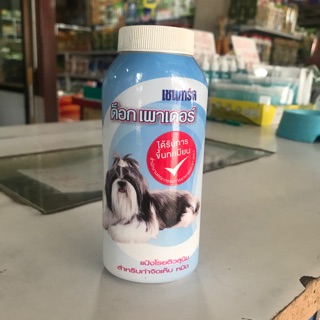 เชนการ์ด
ด็อก เพาเดอร์
ได้รับการ
ขึ้นทะเบียน
แป้งโรยตัวสุนัข
สำหรับกำจัดเห็บ หมัด